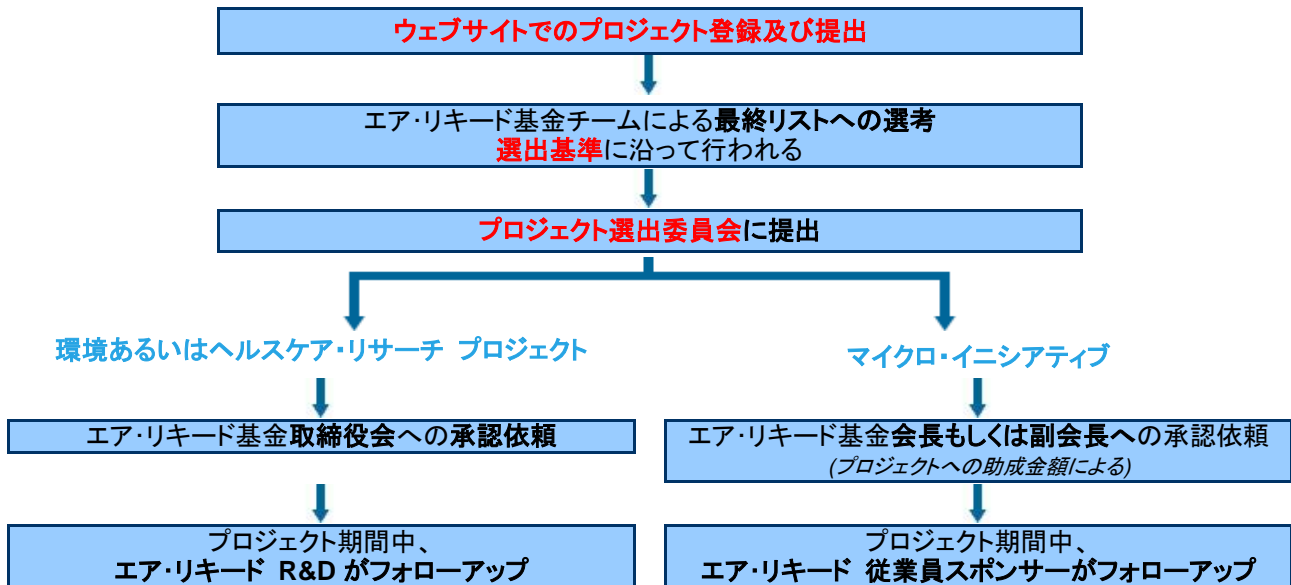 ウェブサイトでのプロジェクト登録及び提出
エア･リキード基金チームによる最終リストへの選考
選出基準に沿って行われる
プロジェクト選出委員会に提出
環境あるいはヘルスケア･リサーチ プロジェクト
マイクロ･イニシアティブ
エア･リキード基金取締役会への承認依頼
エア･リキード基金会長もしくは副会長への承認依頼
(プロジェクトへの助成金額による)
プロジェクト期間中、
エア･リキード R&D がフォローアップ
プロジェクト期間中、
エア･リキード 従業員スポンサーがフォローアップ